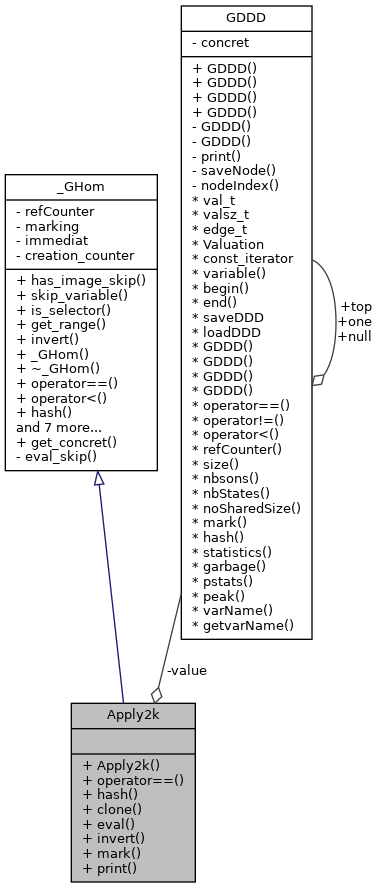 GDDD
- concret
+ GDDD()
+ GDDD()
+ GDDD()
+ GDDD()
- GDDD()
- GDDD()
- print()
- saveNode()
- nodeIndex()
* val_t
* valsz_t
* edge_t
* Valuation
* const_iterator
* variable()
* begin()
* end()
* saveDDD
* loadDDD
* GDDD()
* GDDD()
* GDDD()
* GDDD()
* operator==()
* operator!=()
* operator<()
* refCounter()
* size()
* nbsons()
* nbStates()
* noSharedSize()
* mark()
* hash()
* statistics()
* garbage()
* pstats()
* peak()
* varName()
* getvarName()
+top
+one
+null
_GHom
- refCounter
- marking
- immediat
- creation_counter
+ has_image_skip()
+ skip_variable()
+ is_selector()
+ get_range()
+ invert()
+ _GHom()
+ ~_GHom()
+ operator==()
+ operator<()
+ hash()
and 7 more...
+ get_concret()
- eval_skip()
-value
Apply2k
+ Apply2k()
+ operator==()
+ hash()
+ clone()
+ eval()
+ invert()
+ mark()
+ print()